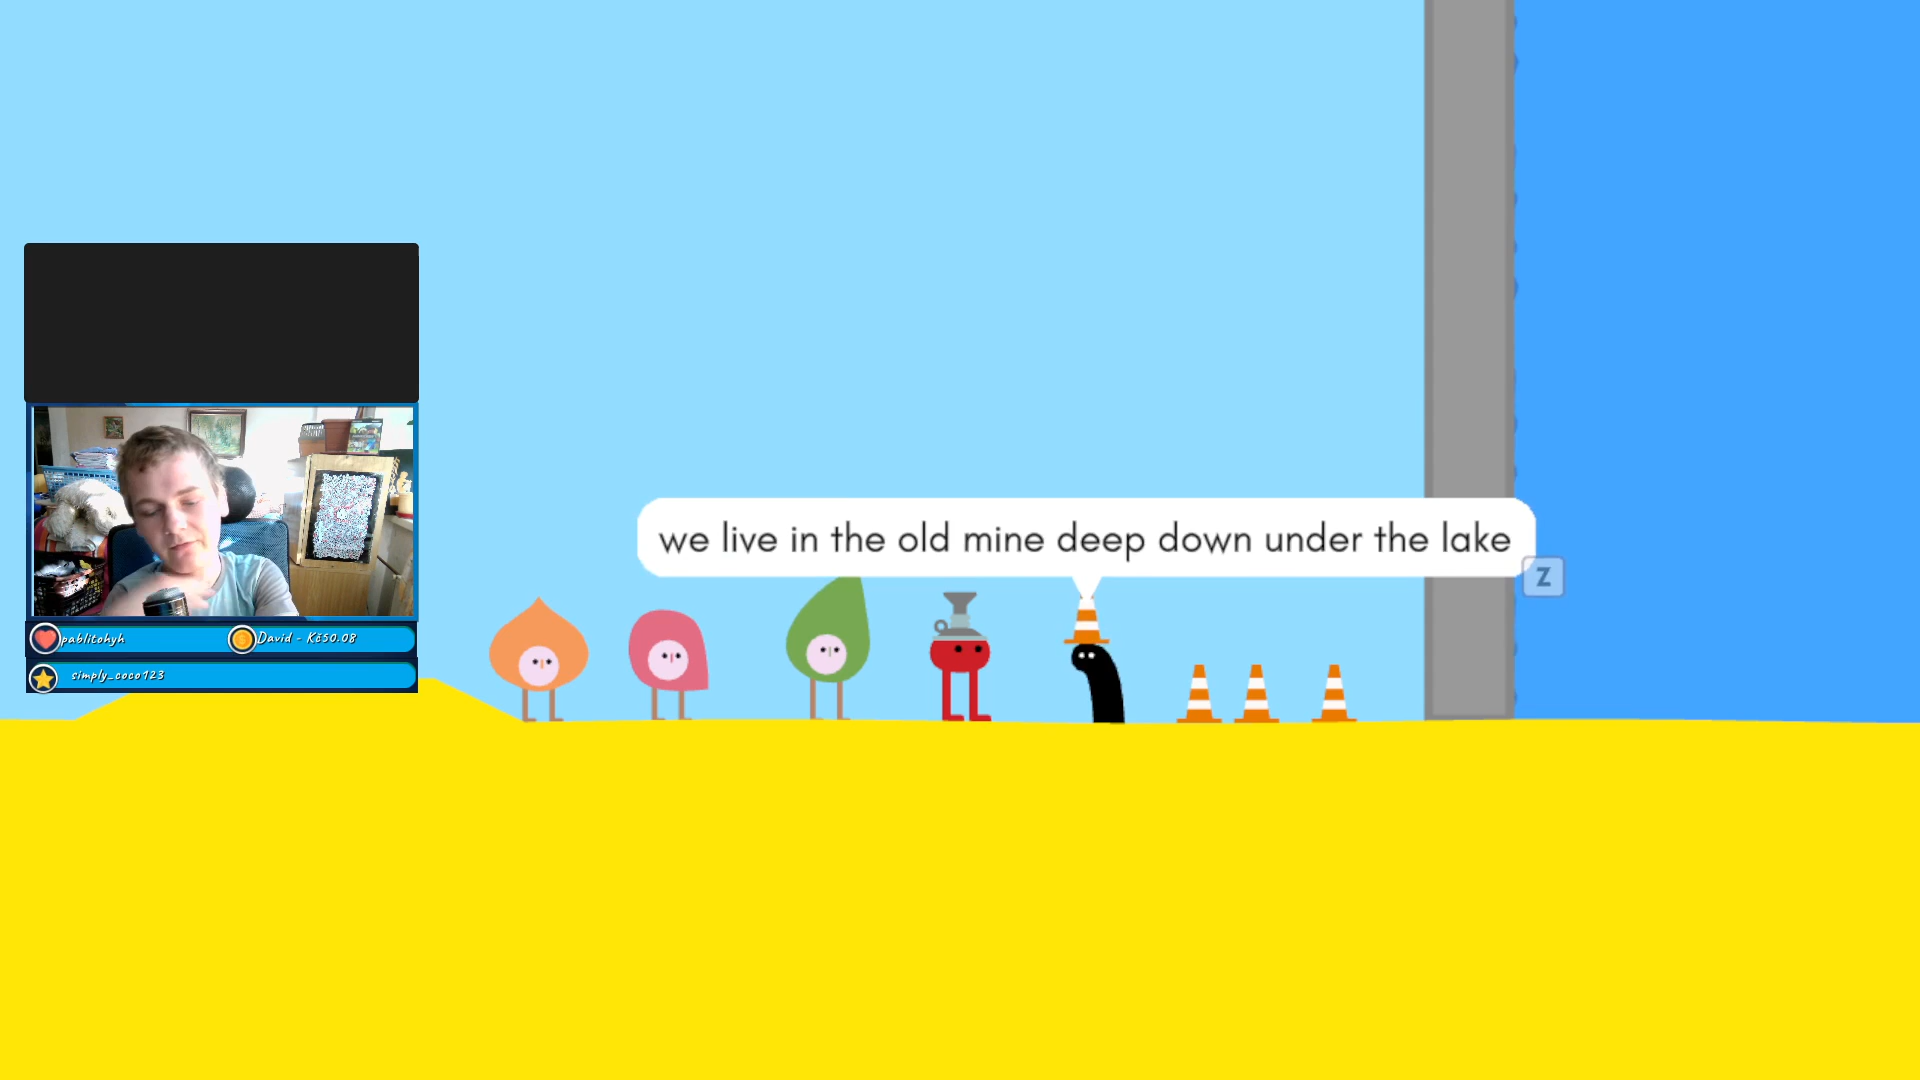 we live in the old mine deep down under the lake
Z
pablitohyh
David - Kč50.08
simply_coco123